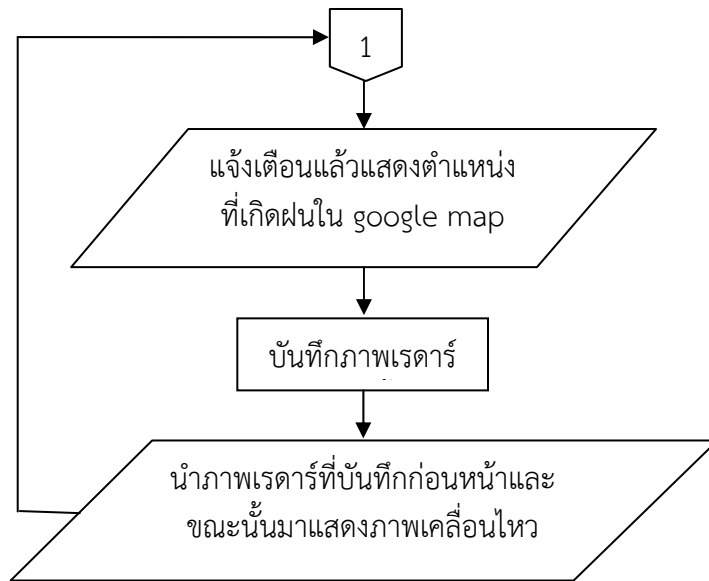 1
แจ้งเตือนแล้วแสดงตำแหน่ง
ที่เกิดฝนใน google map
บันทึกภาพเรดาร์
นำภาพเรดาร์ที่บันทึกก่อนหน้าและ
ขณะนั้นมาแสดงภาพเคลื่อนไหว